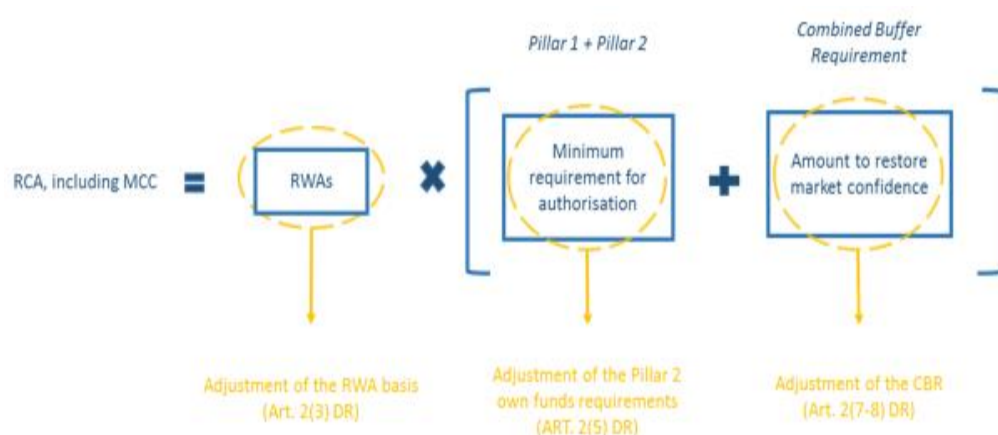 Pillar 1 + Pillar 2
Combined Buffer
Requirement
RCA, including MCC
=
RWAs
×
Minimum
requirement for
authorisation
+
Amount to restore
market confidence
Adjustment of the RWA basis
(Art. 2(3) DR)
Adjustment of the Pillar 2
own funds requirements
(ART. 2(5) DR)
Adjustment of the CBR
(Art. 2(7-8) DR)